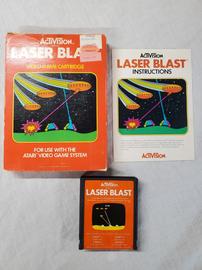 ACTIVISION
LASER BLAST
VIDEO GAME CARTRIDGE
FOR USE WITH THE
ATARI VIDEO GAME SYSTEM
ACTIVISION
LASER BLAST
INSTRUCTIONS
ACTIVISION
ACTIVISION
LASER BLAST